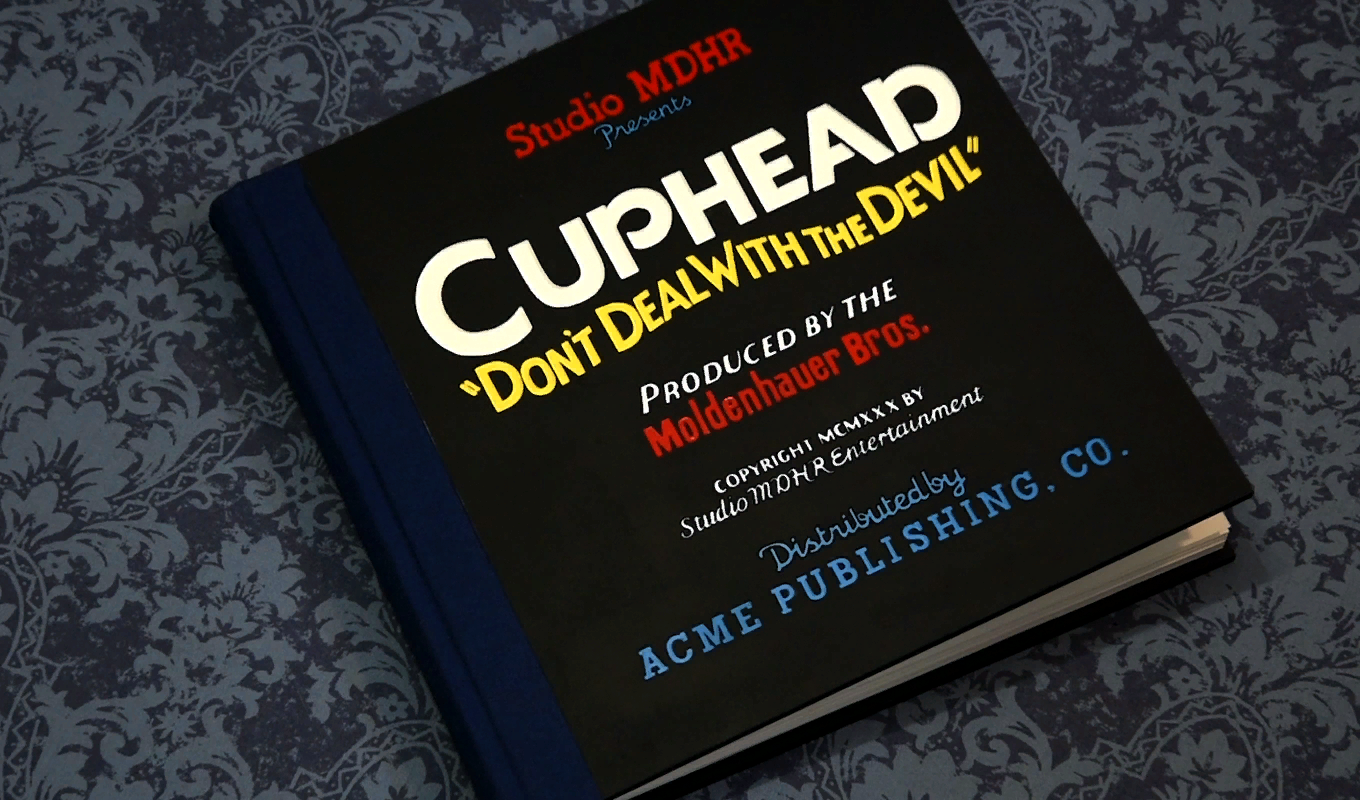 Studio MDHR
Presents
CUPHEAD
"DON'T DEAL WITH THE DEVIL"
PRODUCED BY THE
Moldenhauer Bros.
COPYRIGHT MCMXXX BY
Studio MDHR Entertainment
Distributed by
ACME PUBLISHING, CO.